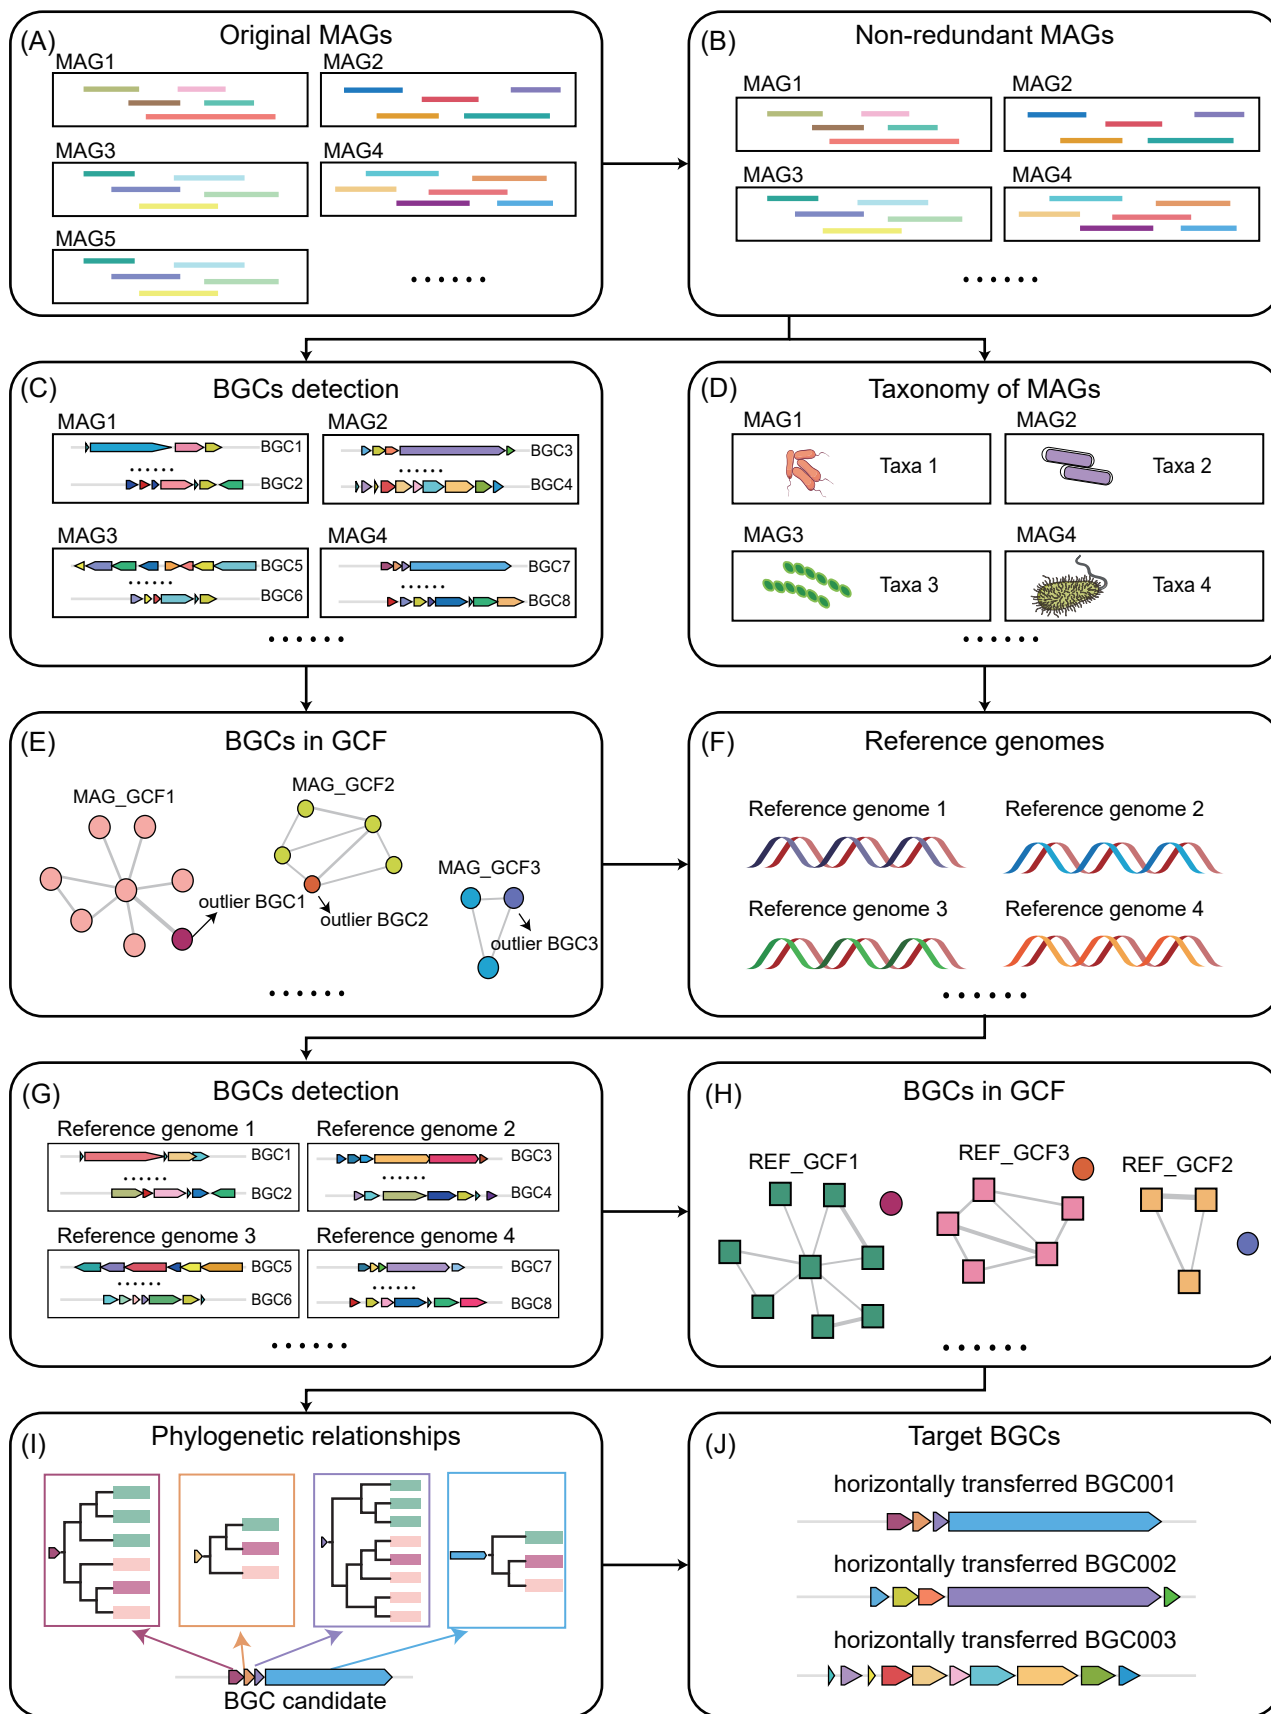 (A) Original MAGs
MAG1 MAG2
MAG3 MAG4
MAG5
(B) Non-redundant MAGs
MAG1 MAG2
MAG3 MAG4
(C) BGCs detection
MAG1 MAG2
BGC1 BGC3
BGC2 BGC4
MAG3 MAG4
BGC5 BGC7
BGC6 BGC8
(D) Taxonomy of MAGs
MAG1 MAG2
Taxa 1 Taxa 2
MAG3 MAG4
Taxa 3 Taxa 4
(E) BGCs in GCF
MAG_GCF1
MAG_GCF2
MAG_GCF3
outlier BGC1
outlier BGC2
outlier BGC3
(F) Reference genomes
Reference genome 1 Reference genome 2
Reference genome 3 Reference genome 4
(G) BGCs detection
Reference genome 1 Reference genome 2
BGC1 BGC3
BGC2 BGC4
Reference genome 3 Reference genome 4
BGC5 BGC7
BGC6 BGC8
(H) BGCs in GCF
REF_GCF1
REF_GCF3
REF_GCF2
(I) Phylogenetic relationships
BGC candidate
(J) Target BGCs
horizontally transferred BGC001
horizontally transferred BGC002
horizontally transferred BGC003